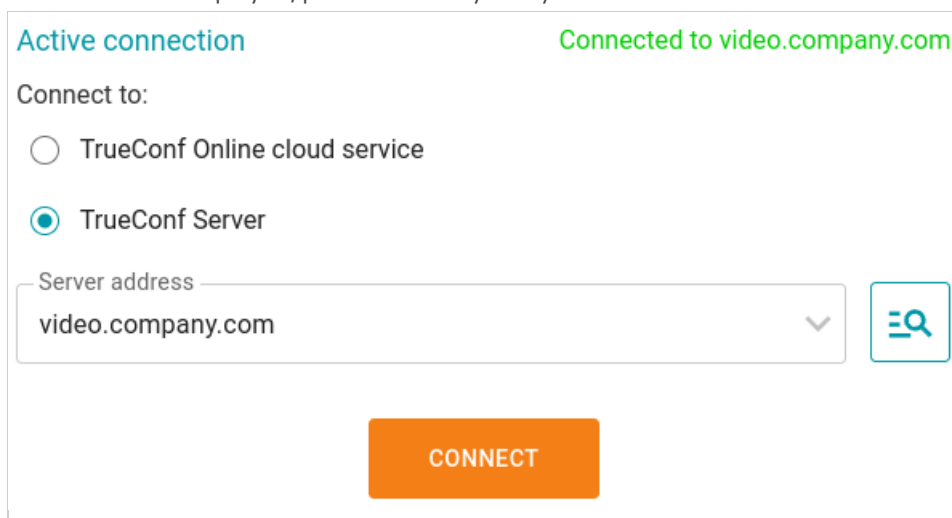 Active connection
Connected to video.company.com
Connect to:
TrueConf Online cloud service
TrueConf Server
Server address
video.company.com
CONNECT